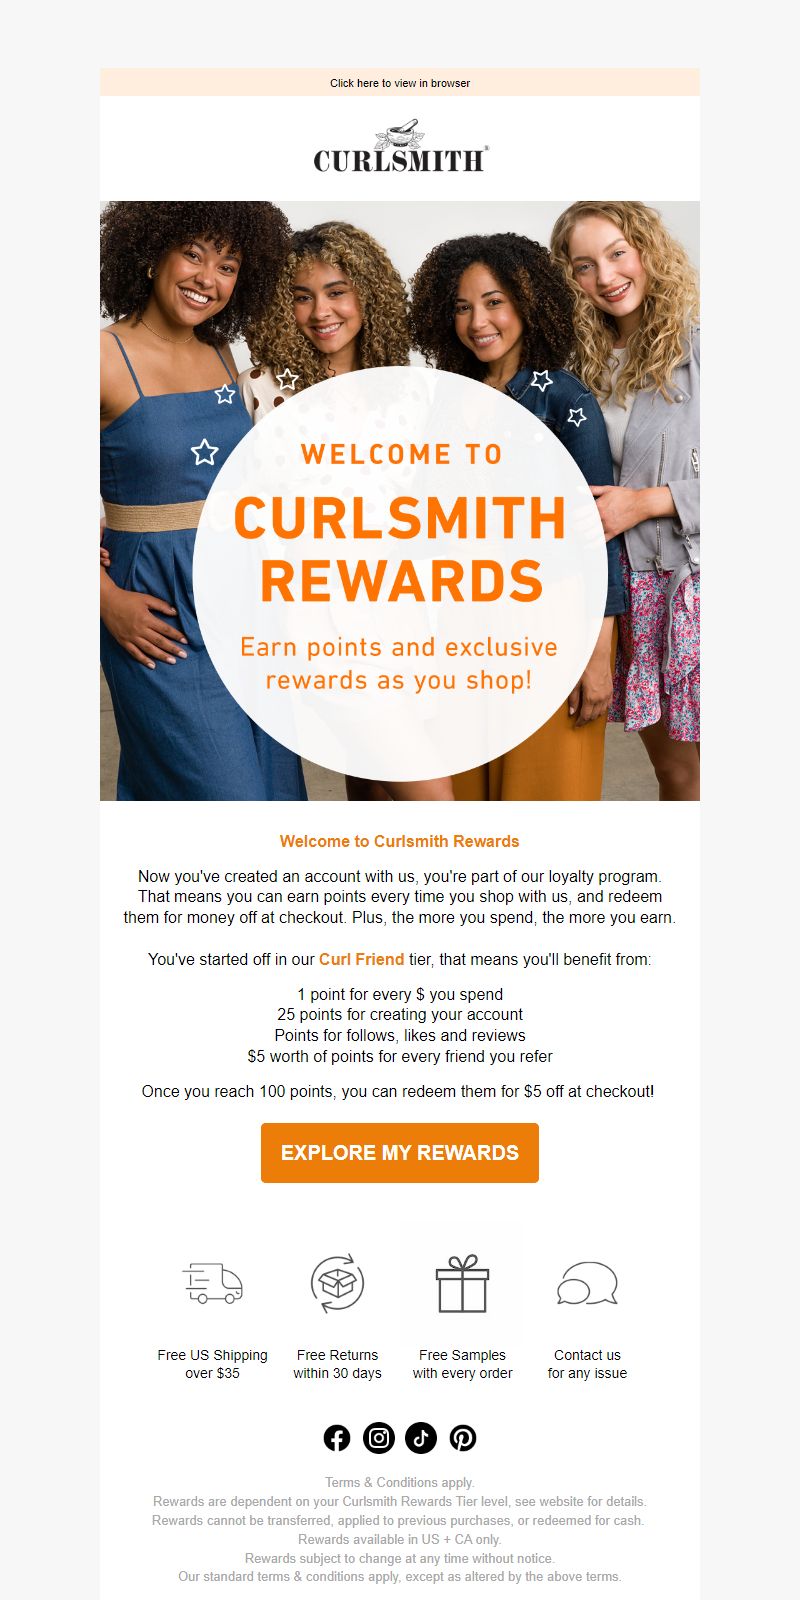 Click here to view in browser
CURLSMITH
WELCOME TO
CURLSMITH
REWARDS
Earn points and exclusive
rewards as you shop!
Welcome to Curlsmith Rewards
Now you've created an account with us, you're part of our loyalty program.
That means you can earn points every time you shop with us, and redeem
them for money off at checkout. Plus, the more you spend, the more you earn.
You've started off in our Curl Friend tier, that means you'll benefit from:
1 point for every $ you spend
25 points for creating your account
Points for follows, likes and reviews
$5 worth of points for every friend you refer
Once you reach 100 points, you can redeem them for $5 off at checkout!
EXPLORE MY REWARDS
Free US Shipping
over $35
Free Returns
within 30 days
Free Samples
with every order
Contact us
for any issue
Terms & Conditions apply.
Rewards are dependent on your Curlsmith Rewards Tier level, see website for details.
Rewards cannot be transferred, applied to previous purchases, or redeemed for cash.
Rewards available in US + CA only.
Rewards subject to change at any time without notice.
Our standard terms & conditions apply, except as altered by the above terms.